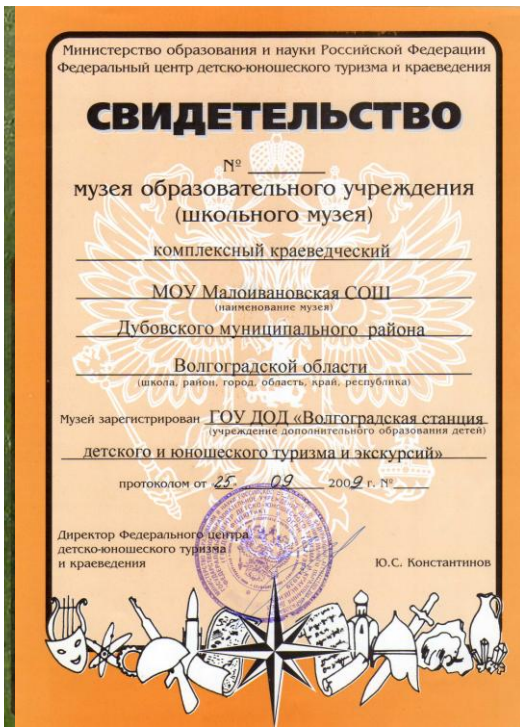 Министерство образования и науки Российской Федерации
Федеральный центр детско-юношеского туризма и краеведения
СВИДЕТЕЛЬСТВО
№
музея образовательного учреждения
(школьного музея)
комплексный краеведческий
МОУ Малоивановская СОШ
(наименование музея)
Дубовского муниципального района
Волгоградской области
(школа, район, город, область, край, республика)
Музей зарегистрирован ГОУ ДОД «Волгоградская станция
(учреждение дополнительного образования детей)
детского и юношеского туризма и экскурсий»
протоколом от 25. 09 2009 г. №
Директор Федерального центра
детско-юношеского туризма
и краеведения
Ю.С. Константинов